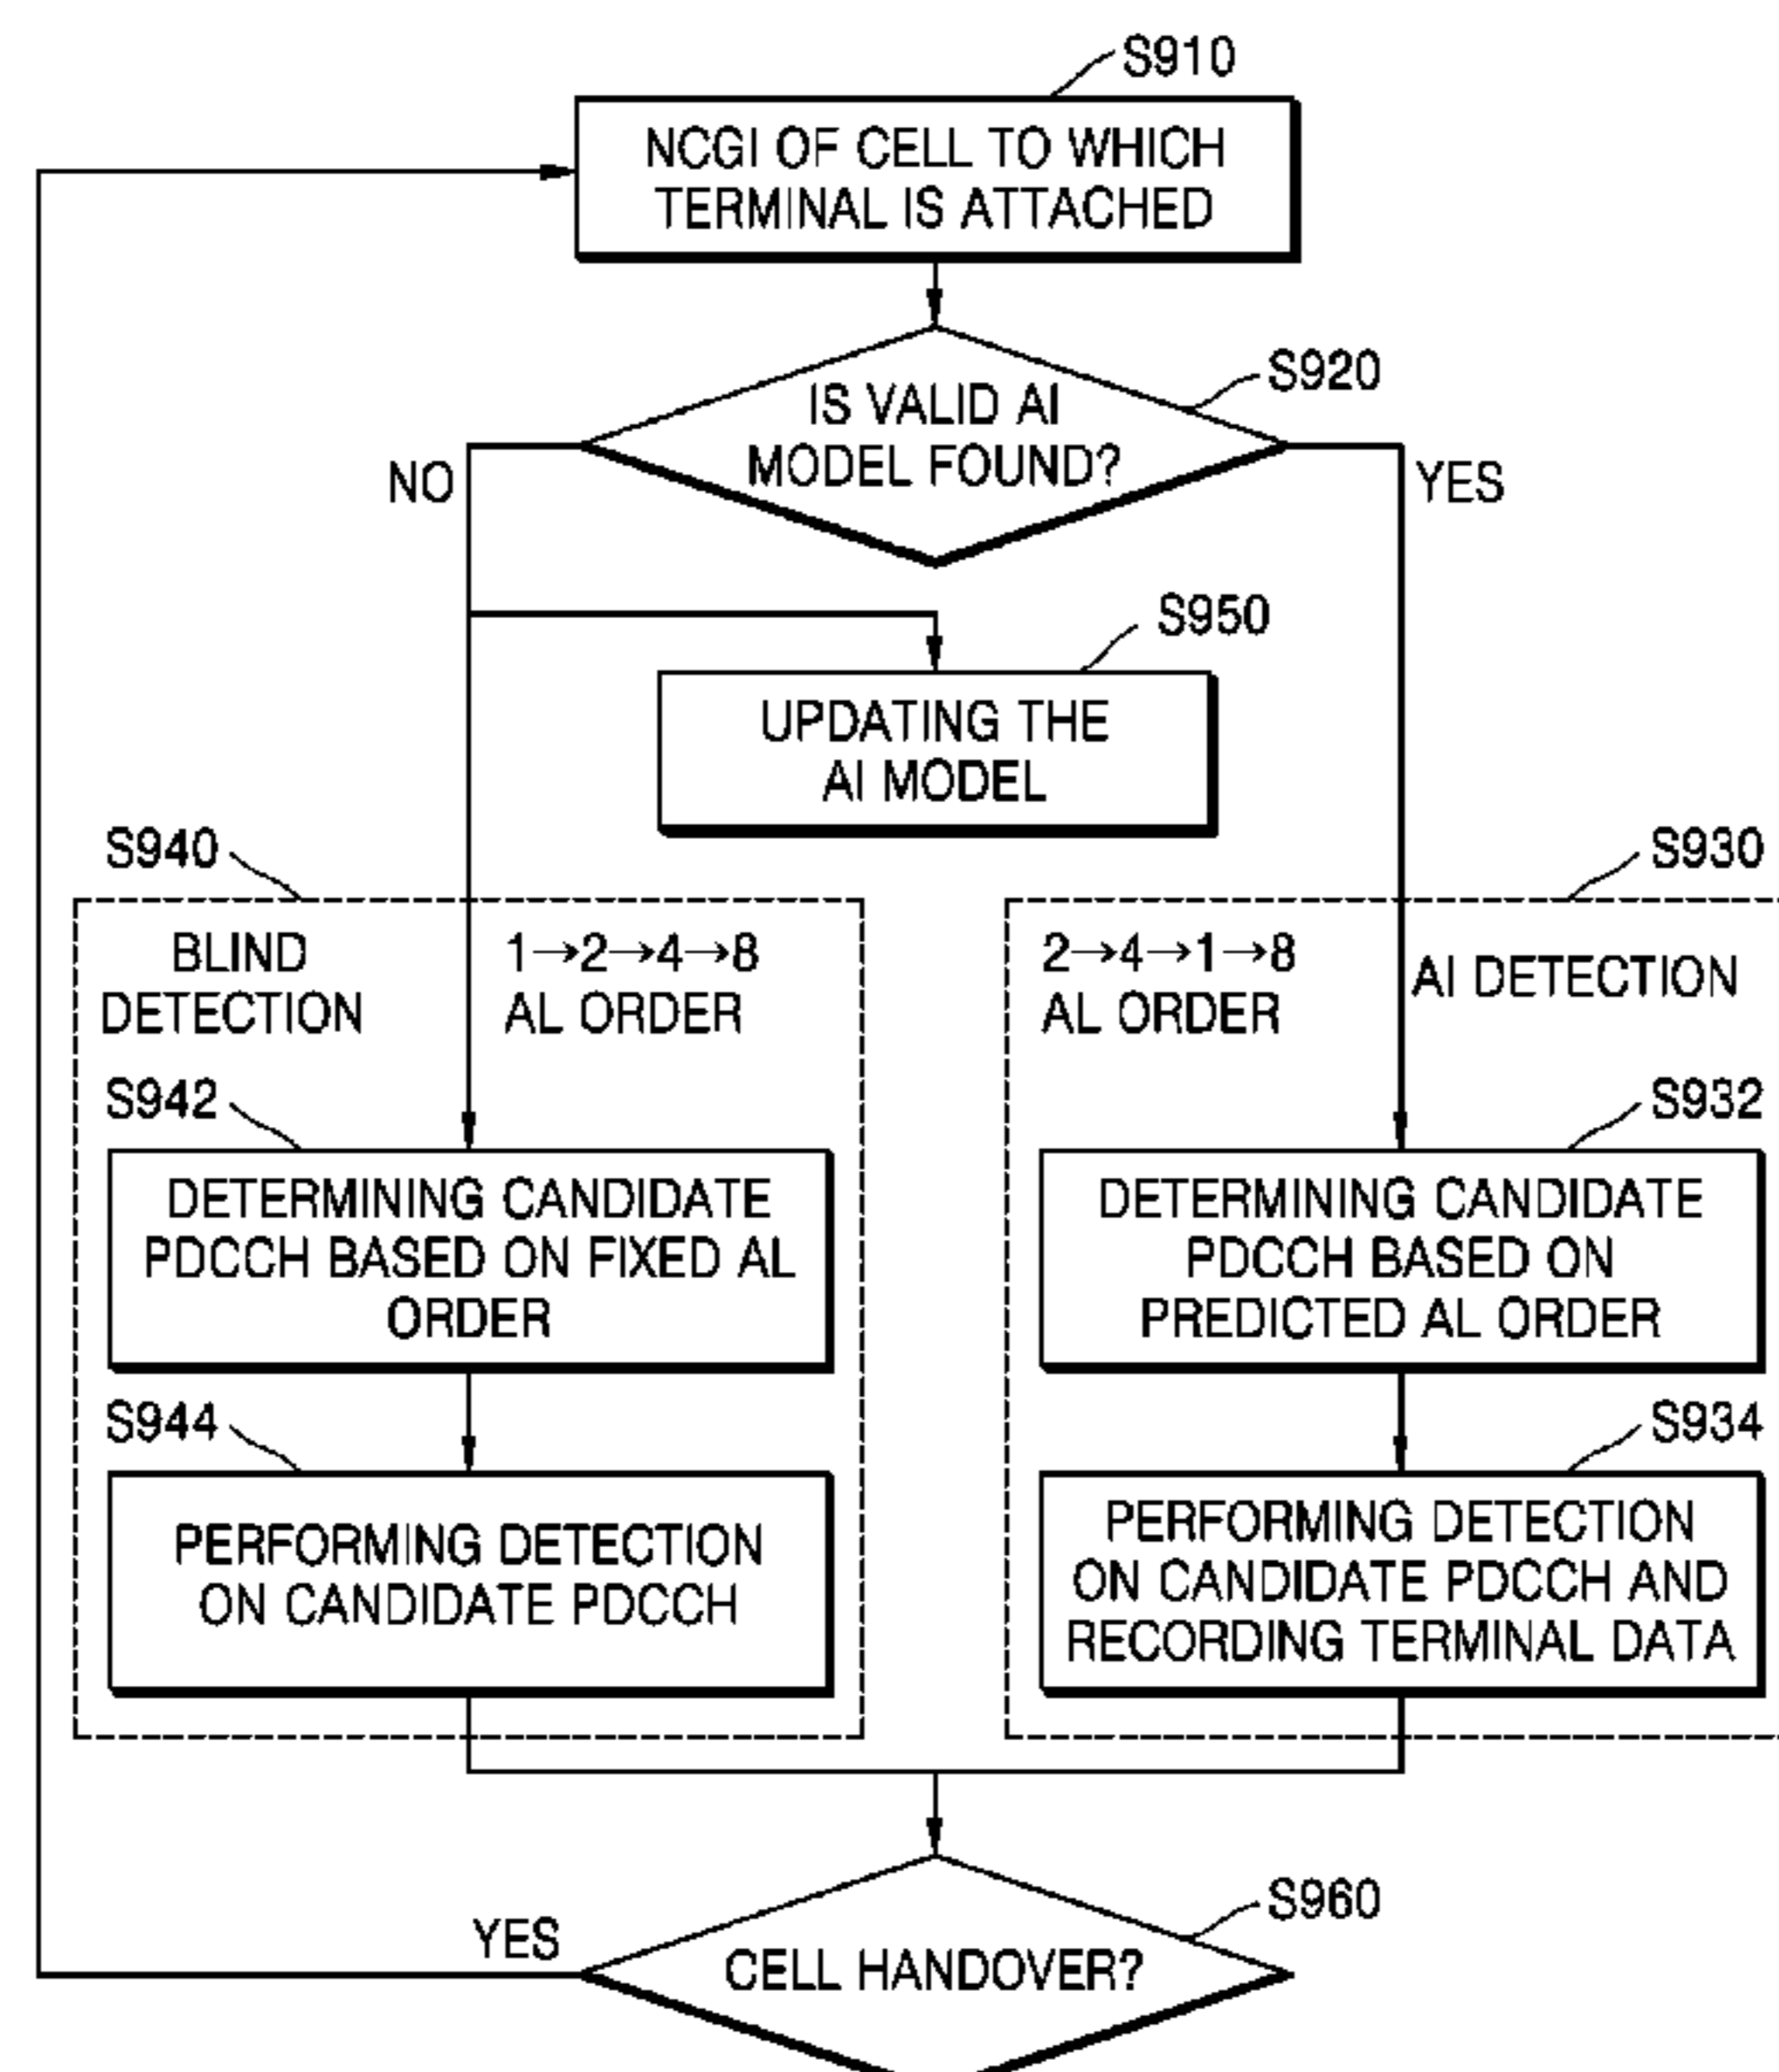 S910
NCGI OF CELL TO WHICH
TERMINAL IS ATTACHED
S920
IS VALID AI
MODEL FOUND?
NO
YES
S950
UPDATING THE
AI MODEL
S940
BLIND
DETECTION
1→2→4→8
AL ORDER
S942
DETERMINING CANDIDATE
PDCCH BASED ON FIXED AL
ORDER
S944
PERFORMING DETECTION
ON CANDIDATE PDCCH
S930
2→4→1→8
AL ORDER
AI DETECTION
S932
DETERMINING CANDIDATE
PDCCH BASED ON
PREDICTED AL ORDER
S934
PERFORMING DETECTION
ON CANDIDATE PDCCH AND
RECORDING TERMINAL DATA
S960
YES
CELL HANDOVER?